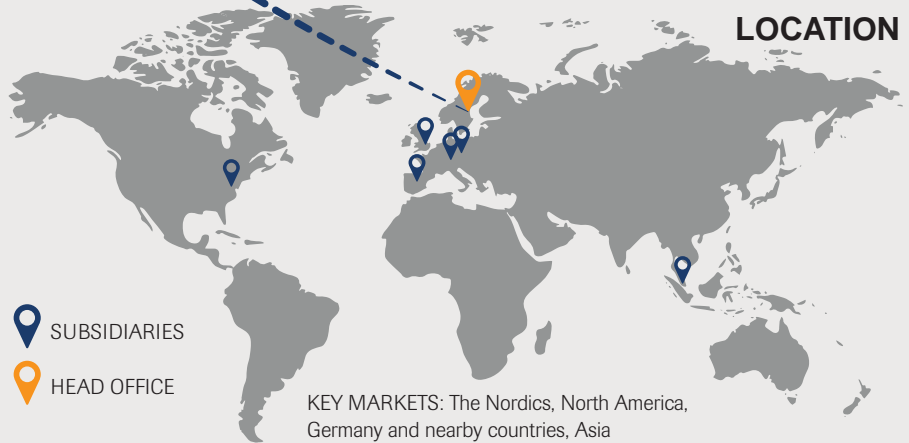 LOCATION
SUBSIDIARIES
HEAD OFFICE
KEY MARKETS: The Nordics, North America,
Germany and nearby countries, Asia